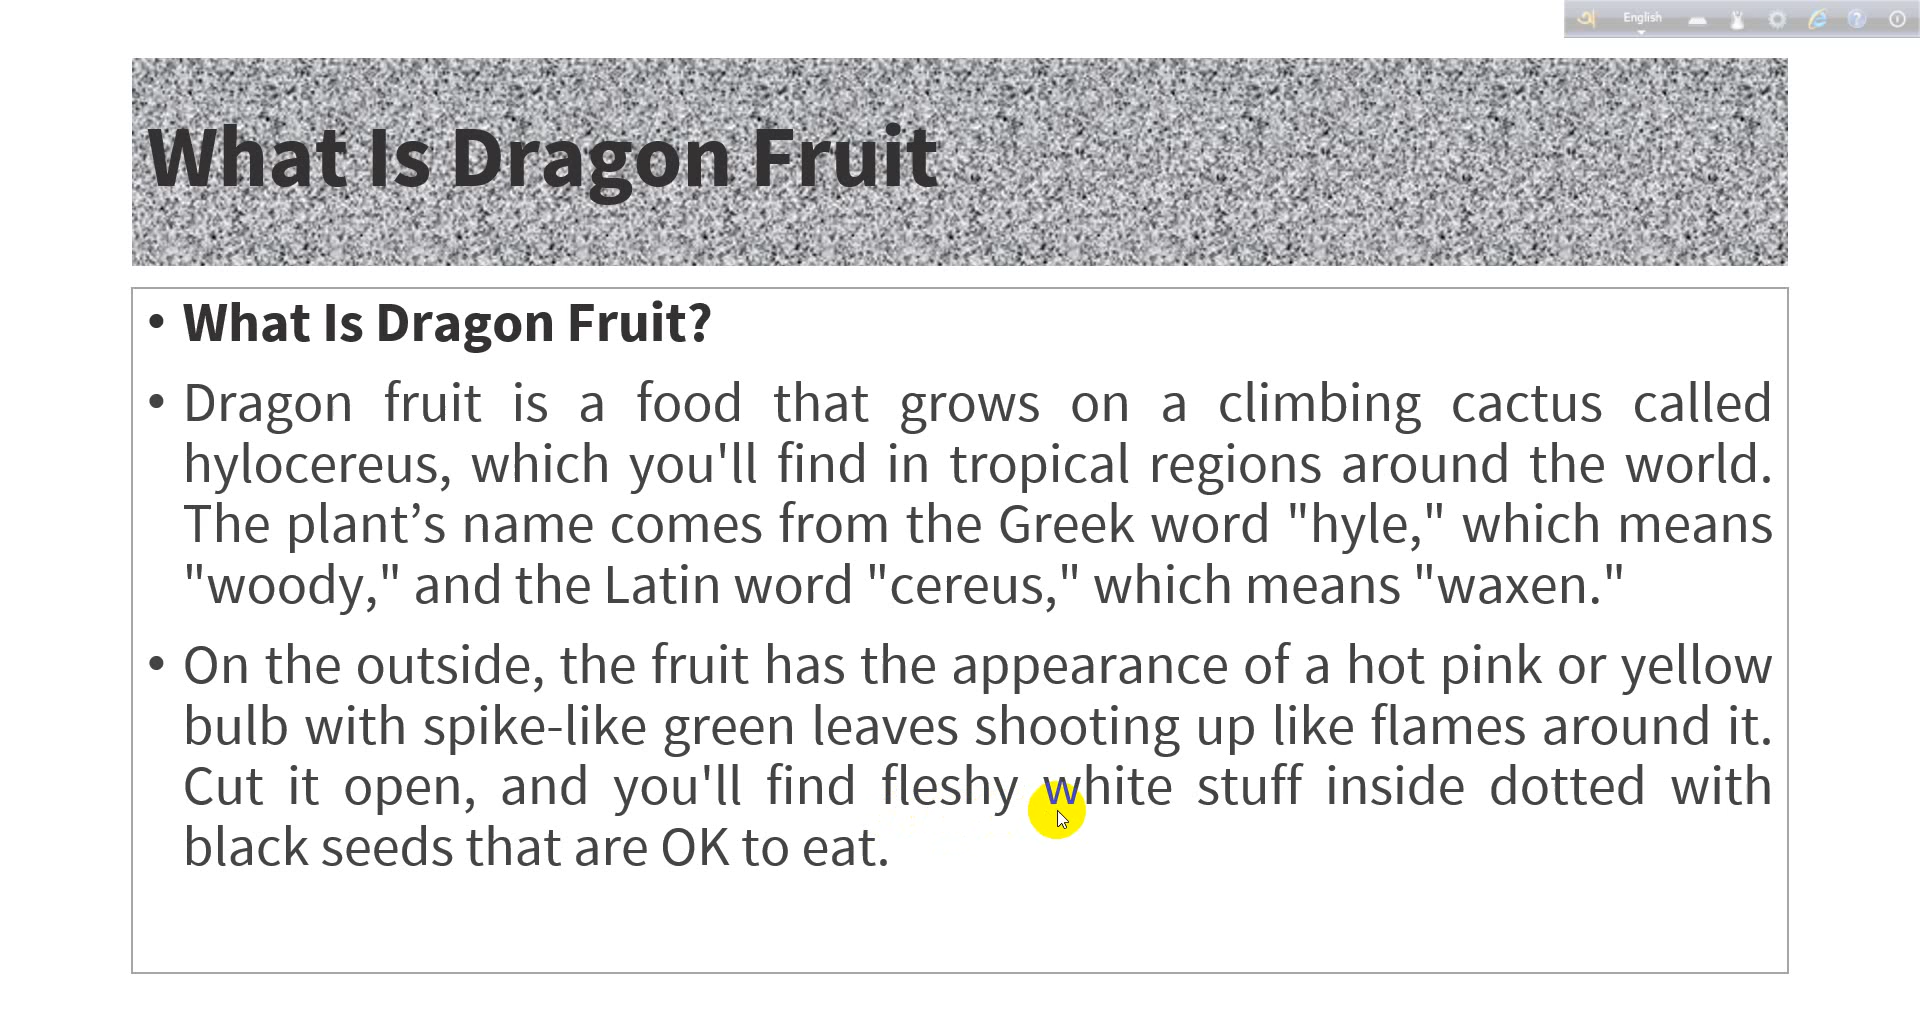 English
What Is Dragon Fruit
• What Is Dragon Fruit?
• Dragon fruit is a food that grows on a climbing cactus called
hylocereus, which you'll find in tropical regions around the world.
The plant’s name comes from the Greek word "hyle," which means
"woody," and the Latin word "cereus," which means "waxen."
• On the outside, the fruit has the appearance of a hot pink or yellow
bulb with spike-like green leaves shooting up like flames around it.
Cut it open, and you'll find fleshy white stuff inside dotted with
black seeds that are OK to eat.